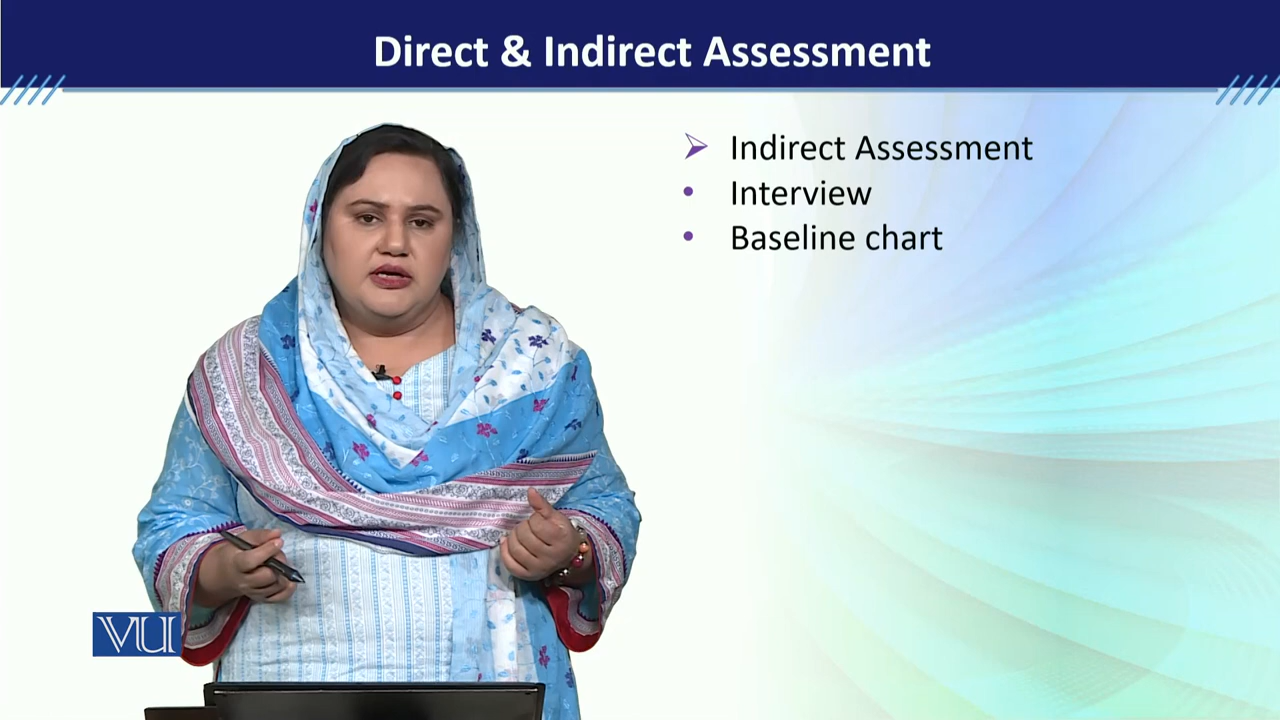 Direct & Indirect Assessment
Indirect Assessment
Interview
Baseline chart
VU